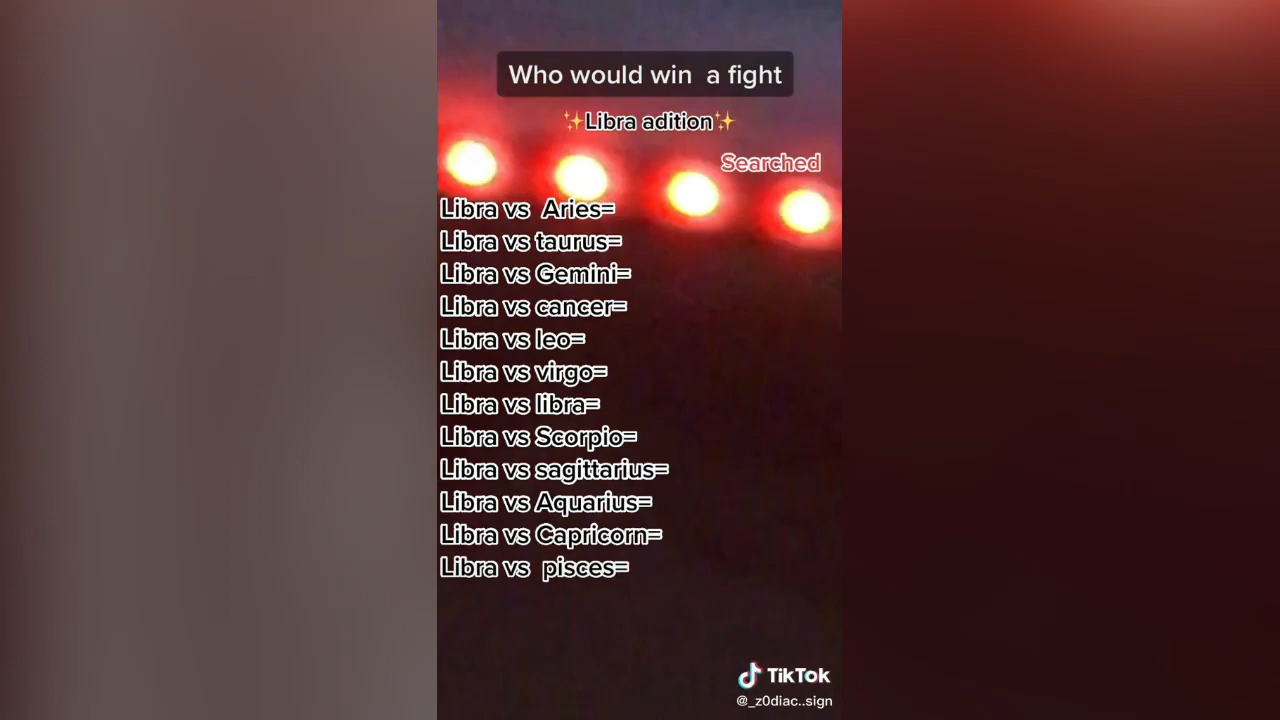 Who would win a fight
✨Libra adition✨
Searched
Libra vs Aries=
Libra vs taurus=
Libra vs Gemini=
Libra vs cancer=
Libra vs leo=
Libra vs virgo=
Libra vs libra=
Libra vs Scorpio=
Libra vs sagittarius=
Libra vs Aquarius=
Libra vs Capricorn=
Libra vs pisces=
TikTok
@_z0diac..sign